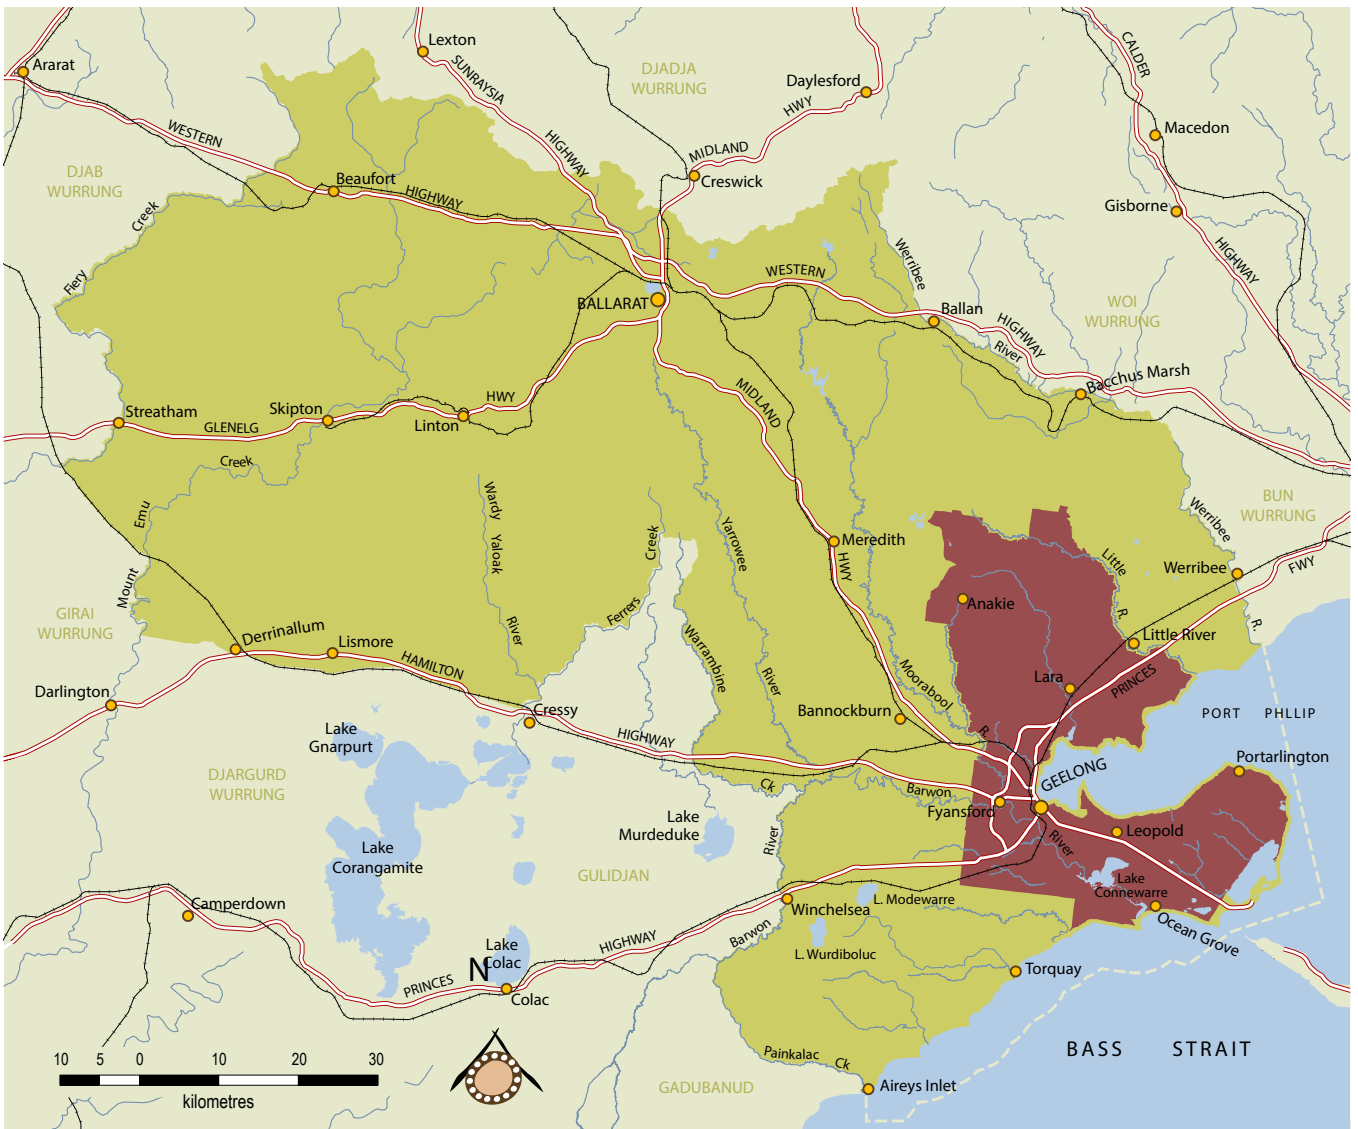 Lexton
Ararat
SUNRAYSIA
HIGHWAY
DJADJA
WURRUNG
Daylesford
HWY
MIDLAND
CALDER
Macedon
WESTERN
DJAB
WURRUNG
Beaufort
HIGHWAY
Creswick
Gisborne
HIGHWAY
Fiery
Creek
Werribee
WESTERN
BALLARAT
Ballan
HIGHWAY
River
WOI
WURRUNG
Bacchus Marsh
Streatham
GLENELG
Skipton
Linton
HWY
MIDLAND
Creek
Emu
Mount
Wardy
Yaloak
River
Creek
Ferrers
Yarrowee
River
Meredith
HWY
BUN
WURRUNG
Werribee
Werribee
R.
FWY
Little
R.
Anakie
Little River
GIRAI
WURRUNG
Derrinallum
Lismore
HAMILTON
Warrambine
Moorabool
R.
Lara
PRINCES
Darlington
Cressy
HIGHWAY
Bannockburn
PORT PHLLIP
Lake
Gnarpurt
DJARGURD
WURRUNG
Ck
Barwon
GEELONG
Portarlington
Fyansford
Lake
Murdeduke
River
River
Leopold
Lake
Corangamite
GULIDJAN
Lake
Connewarre
Camperdown
Winchelsea
L. Modewarre
Ocean Grove
Barwon
HIGHWAY
L. Wurdiboluc
Lake
Colac
N
PRINCES
Colac
Torquay
BASS STRAIT
10 5 0 10 20 30
kilometres
Painkalac Ck
GADUBANUD
Aireys Inlet